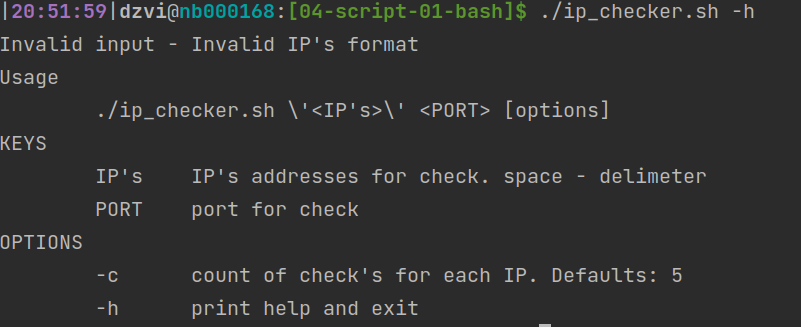 |20:51:59|dzvi@nb000168:[04-script-01-bash]$ ./ip_checker.sh -h
Invalid input - Invalid IP's format
Usage
        ./ip_checker.sh \'<IP's>\' <PORT> [options]
KEYS
        IP's    IP's addresses for check. space - delimeter
        PORT    port for check
OPTIONS
        -c      count of check's for each IP. Defaults: 5
        -h      print help and exit